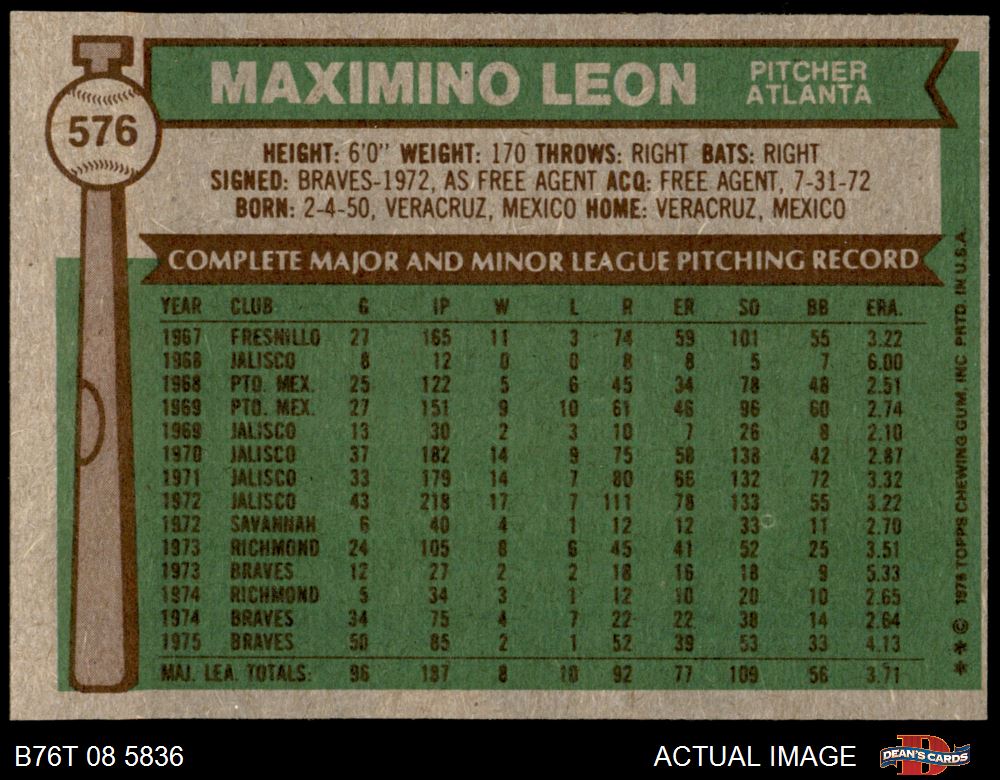 576
MAXIMINO LEON
PITCHER
ATLANTA
HEIGHT: 6'0" WEIGHT: 170 THROWS: RIGHT BATS: RIGHT
SIGNED: BRAVES-1972, AS FREE AGENT ACQ: FREE AGENT, 7-31-72
BORN: 2-4-50, VERACRUZ, MEXICO HOME: VERACRUZ, MEXICO
COMPLETE MAJOR AND MINOR LEAGUE PITCHING RECORD
YEAR CLUB G IP W L R ER SO BB ERA.
1967 FRESNILLO 27 165 11 3 74 59 101 55 3.22
1968 JALISCO 8 12 0 0 8 8 5 7 6.00
1968 PTO. MEX. 25 122 5 6 45 34 78 48 2.51
1969 PTO. MEX. 27 151 9 10 61 46 96 60 2.74
1969 JALISCO 13 30 2 3 10 7 26 8 2.10
1970 JALISCO 37 182 14 9 75 58 138 42 2.87
1971 JALISCO 33 179 14 7 80 66 132 72 3.32
1972 JALISCO 43 218 17 7 111 78 133 55 3.22
1972 SAVANNAH 6 40 4 1 12 12 33 11 2.70
1973 RICHMOND 24 105 8 6 45 41 52 25 3.51
1973 BRAVES 12 27 2 2 18 16 18 9 5.33
1974 RICHMOND 5 34 3 1 12 10 20 10 2.65
1974 BRAVES 34 75 4 7 22 22 38 14 2.64
1975 BRAVES 50 85 2 1 52 39 53 33 4.13
MAJ. LEA. TOTALS: 96 187 8 10 92 77 109 56 3.71
** © 1976 TOPPS CHEWING GUM, INC. PRTD. IN U.S.A.
B76T 08 5836
ACTUAL IMAGE
D
DEAN'S CARDS